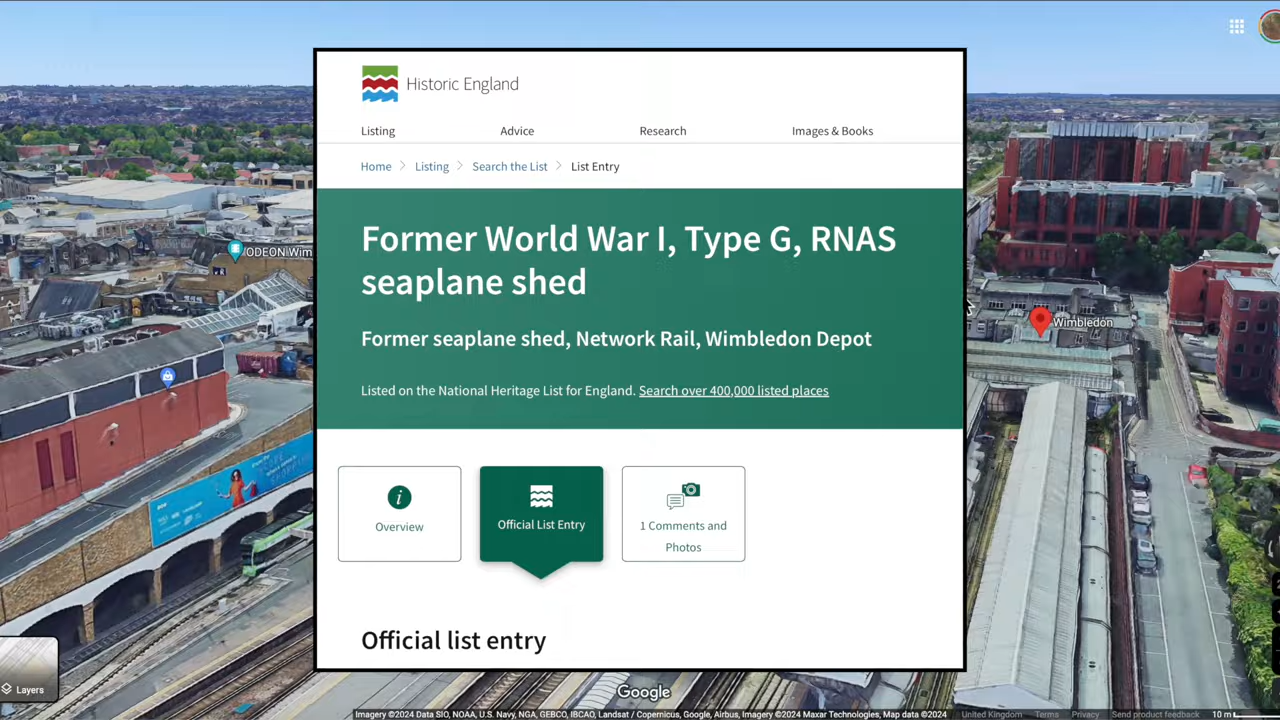 Historic England
Listing
Advice
Research
Images & Books
Home
Listing
Search the List
List Entry
Former World War I, Type G, RNAS
seaplane shed
Former seaplane shed, Network Rail, Wimbledon Depot
Listed on the National Heritage List for England. Search over 400,000 listed places
Overview
Official List Entry
1 Comments and
Photos
Official list entry
ODEON Wim
Wimbledon
Layers
Google
Imagery ©2024 Data SIO, NOAA, U.S. Navy, NGA, GEBCO, IBCAO, Landsat / Copernicus, Google, Airbus, Imagery ©2024 Maxar Technologies, Map data ©2024
United Kingdom
Terms
Privacy
Send product feedback
10 m